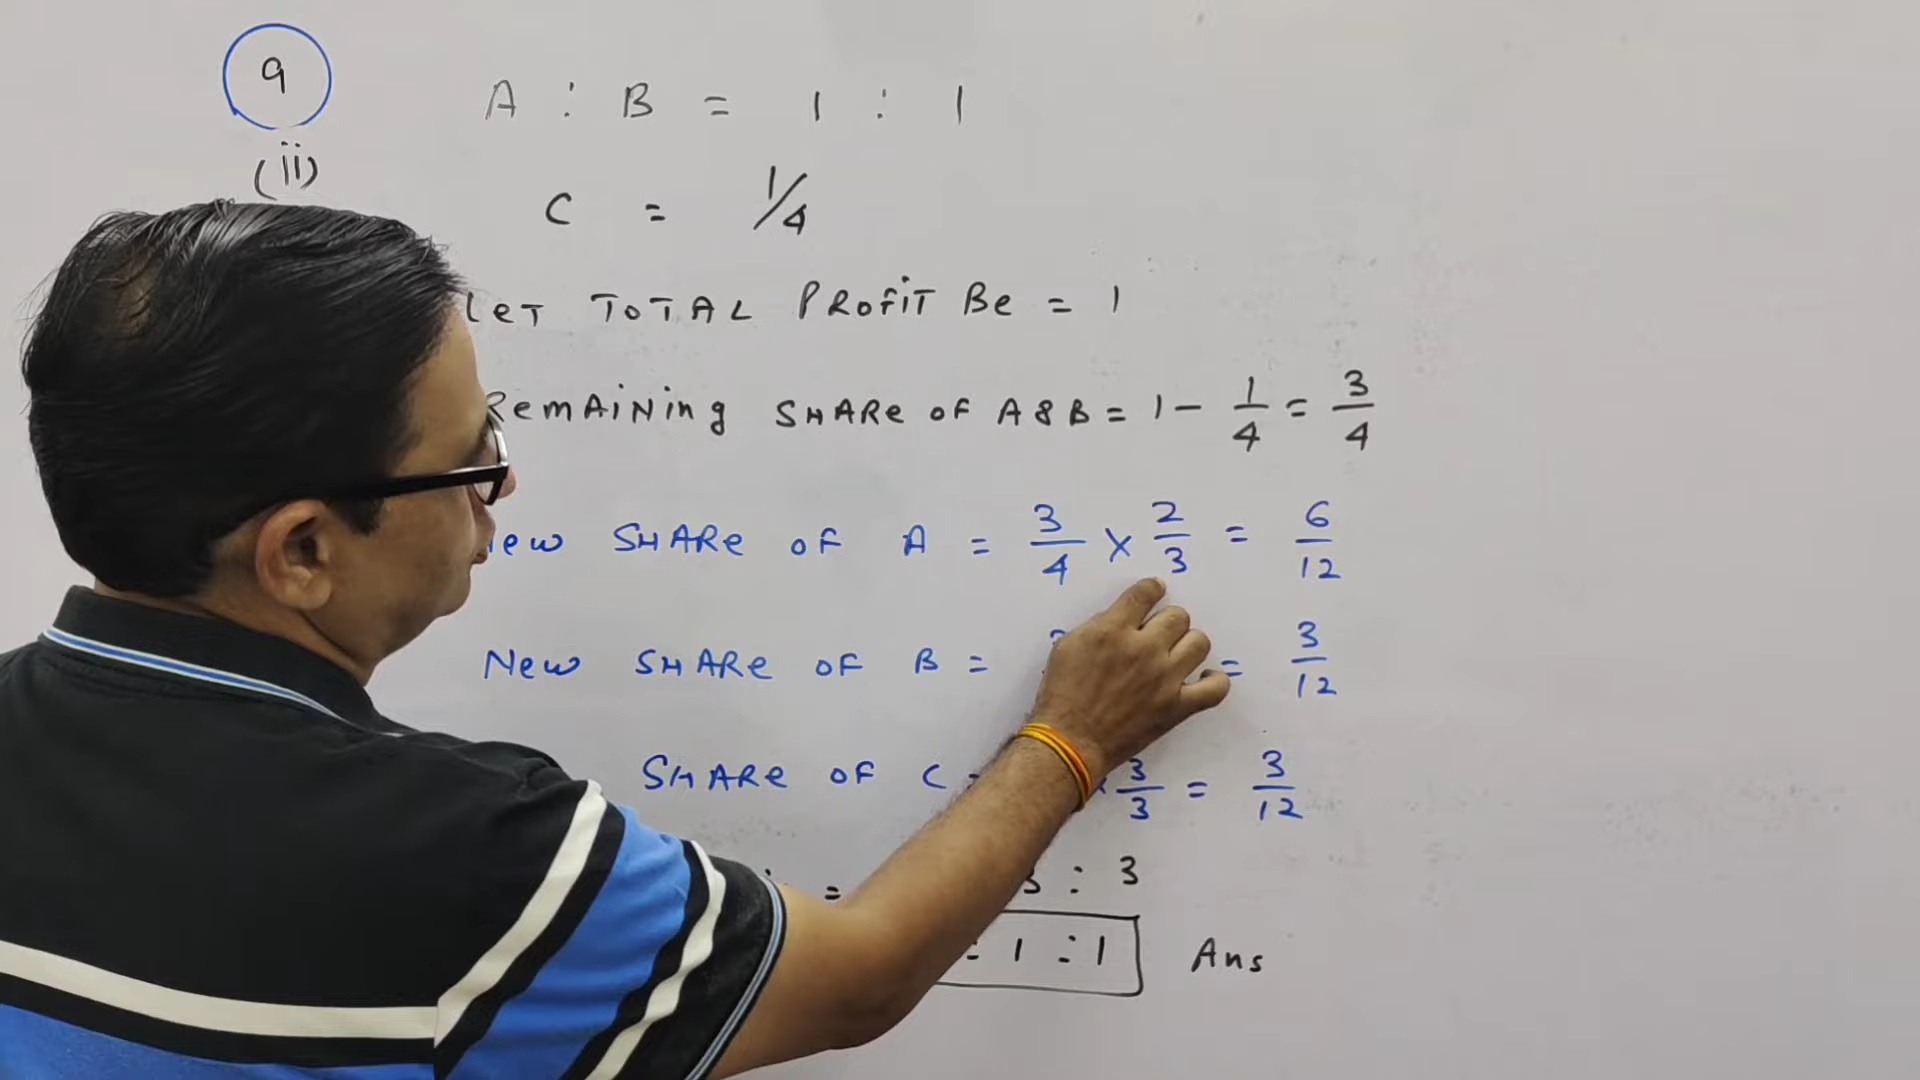 9
(ii)
A : B = 1 : 1
C = 1/4
LET TOTAL PROFIT BE = 1
REMAINING SHARE OF A & B = 1 - 1/4 = 3/4
New SHARE OF A = 3/4 × 2/3 = 6/12
New SHARE OF B = = 3/12
SHARE OF C = × 3/3 = 3/12
= 3 : 3
: 1 : 1 Ans